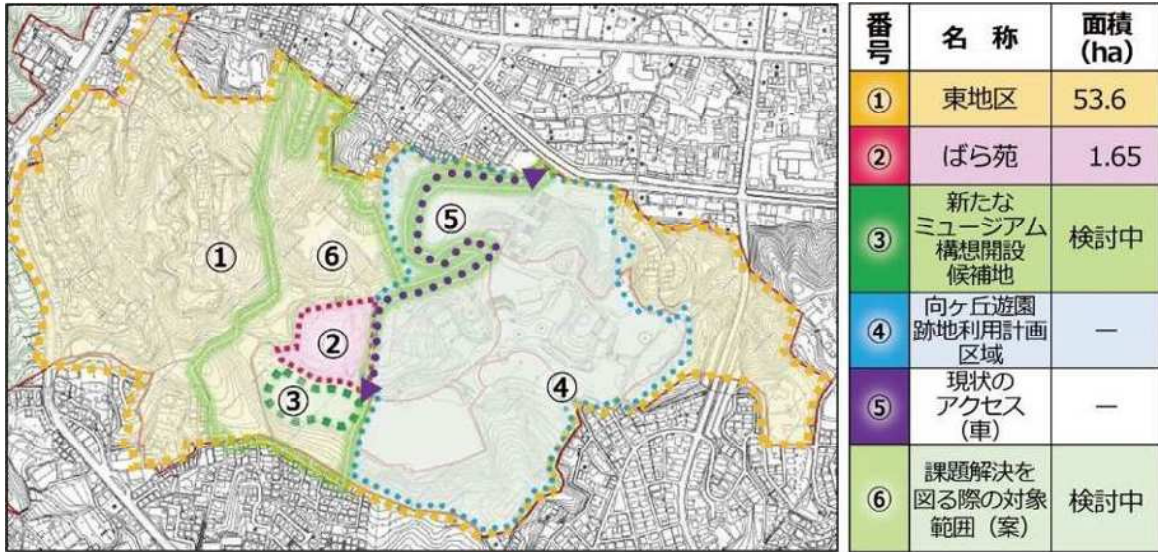 ①
⑥
⑤
②
③
④
番号
名 称
面積
(ha)
①
東地区
53.6
②
ばら苑
1.65
③
新たな
ミュージアム
構想開設
候補地
検討中
④
向ヶ丘遊園
跡地利用計画
区域
―
⑤
現状の
アクセス
(車)
―
⑥
課題解決を
図る際の対象
範囲（案）
検討中